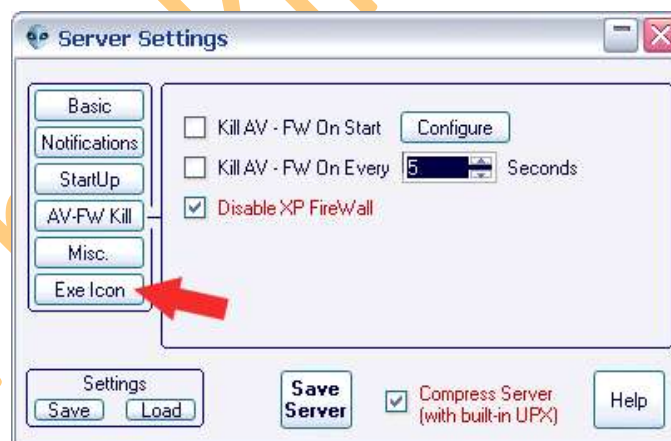 Server Settings
Basic
Notifications
StartUp
AV-FW Kill
Misc.
Exe Icon
Kill AV - FW On Start Configure
Kill AV - FW On Every 5 Seconds
Disable XP FireWall
Settings
Save Load
Save
Server
Compress Server
(with built-in UPX)
Help